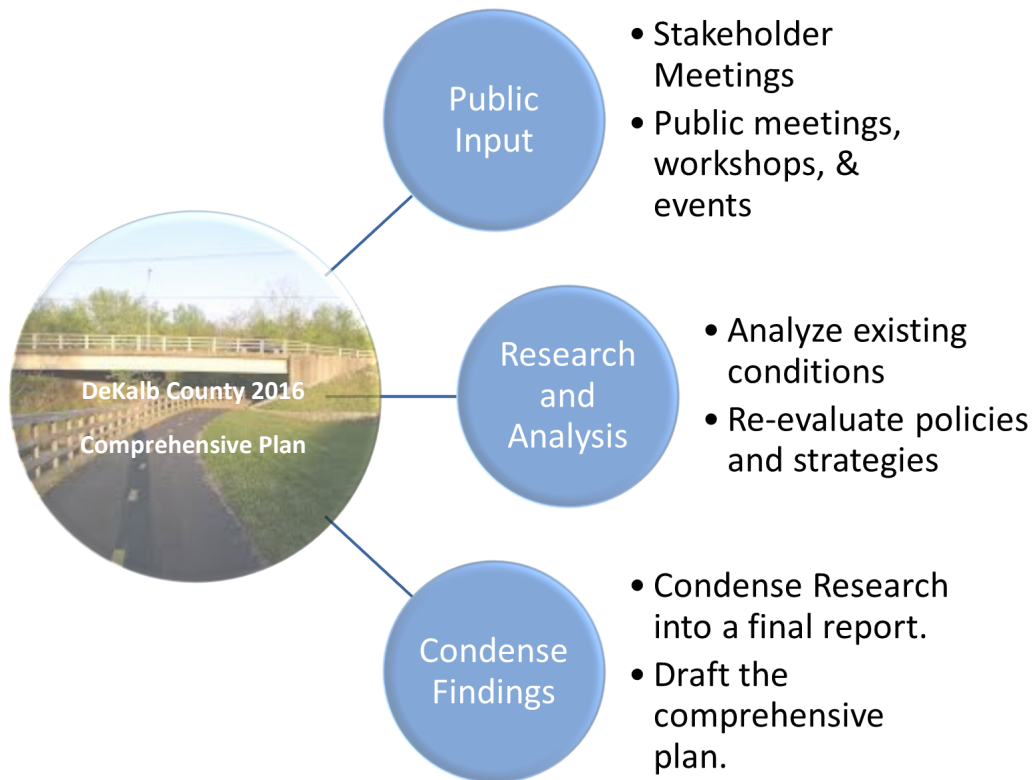 DeKalb County 2016
Comprehensive Plan
Public
Input
• Stakeholder
Meetings
• Public meetings,
workshops, &
events
Research
and
Analysis
• Analyze existing
conditions
• Re-evaluate policies
and strategies
Condense
Findings
• Condense Research
into a final report.
• Draft the
comprehensive
plan.